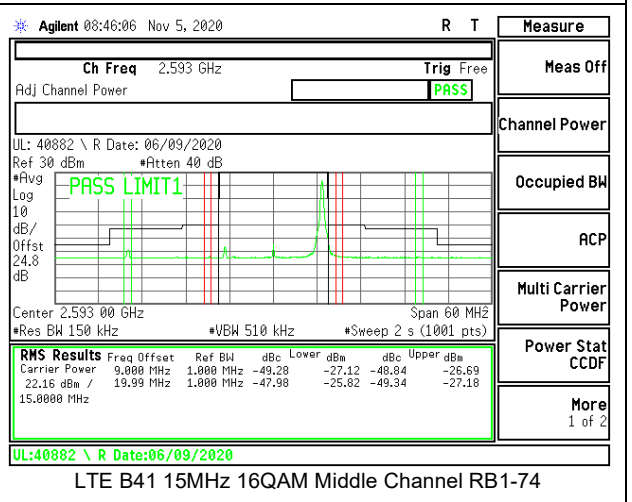 Agilent 08:46:06 Nov 5, 2020 R T
Measure
Ch Freq 2.593 GHz Trig Free
Meas Off
Adj Channel Power PASS
Channel Power
UL: 40882 \ R Date: 06/09/2020
Ref 30 dBm #Atten 40 dB
#Avg
Log
10
dB/
Offst
24.8
dB
PASS LIMIT1
Occupied BW
ACP
Multi Carrier
Power
Center 2.593 00 GHz Span 60 MHz
#Res BW 150 kHz #VBW 510 kHz #Sweep 2 s (1001 pts)
Power Stat
CCDF
RMS Results Freq Offset Ref BW dBc Lower dBm dBc Upper dBm
Carrier Power 9.000 MHz 1.000 MHz -49.28 -27.12 -48.84 -26.69
22.16 dBm / 19.99 MHz 1.000 MHz -47.98 -25.82 -49.34 -27.18
15.0000 MHz
More
1 of 2
UL:40882 \ R Date:06/09/2020
LTE B41 15MHz 16QAM Middle Channel RB1-74